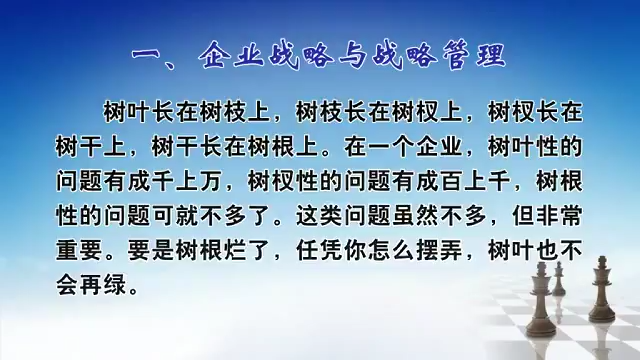 一、企业战略与战略管理
树叶长在树枝上，树枝长在树杈上，树杈长在
树干上，树干长在树根上。在一个企业，树叶性的
问题有成千上万，树杈性的问题有成百上千，树根
性的问题可就不多了。这类问题虽然不多，但非常
重要。要是树根烂了，任凭你怎么摆弄，树叶也不
会再绿。